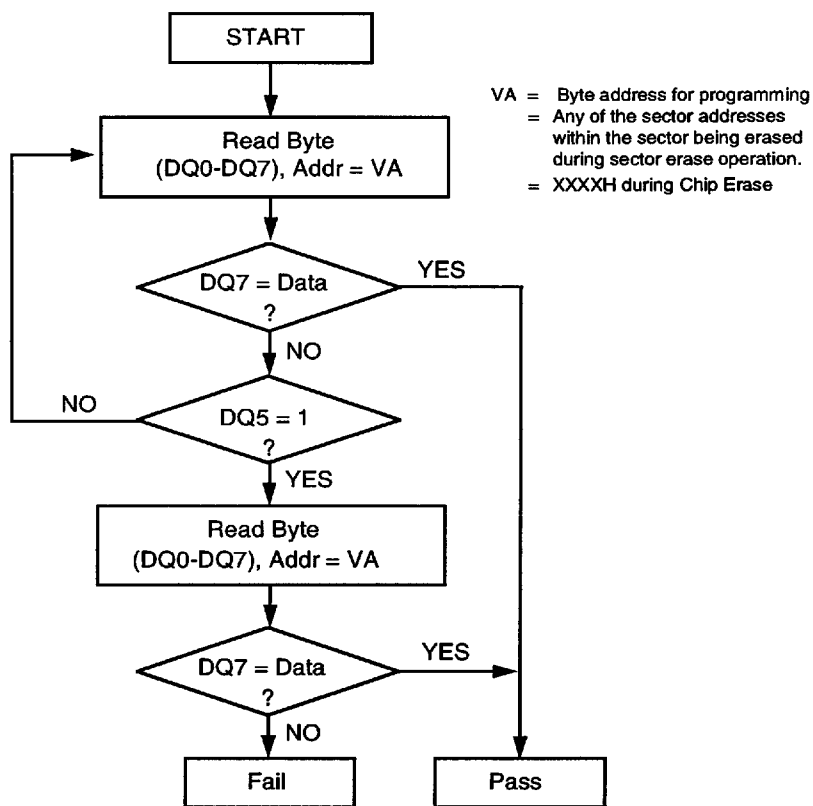 START
VA = Byte address for programming
= Any of the sector addresses
within the sector being erased
during sector erase operation.
= XXXXH during Chip Erase
Read Byte
(DQ0-DQ7), Addr = VA
DQ7 = Data
?
YES
NO
DQ5 = 1
?
NO
YES
Read Byte
(DQ0-DQ7), Addr = VA
DQ7 = Data
?
YES
NO
Fail
Pass